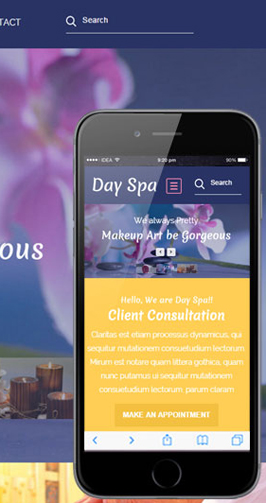 TACT
Search
ous
IDEA
9:20 pm
90%
Day Spa
Search
We always Pretty.
Makeup Art be Gorgeous
Hello, We are Day Spa!!
Client Consultation
Claritas est etiam processus dynamicus, qui
sequitur mutationem consuetudium lectorum.
Mirum est notare quam littera gothica, quam
nunc putamus ui sequitur mutationem
consuetudium lectorum parum claram
MAKE AN APPOINTMENT